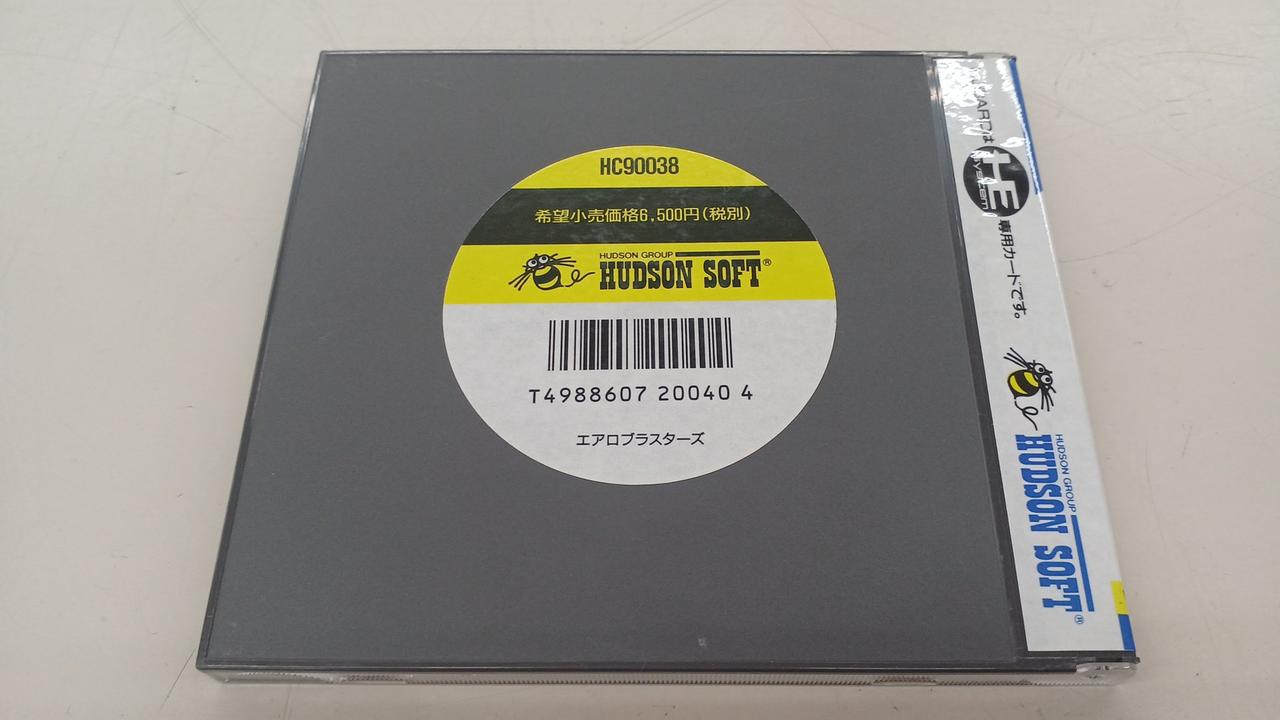 HC90038
希望小売価格6,500円(税別)
HUDSON GROUP
HUDSON SOFT®
T4988607 20040 4
エアロブラスターズ
HE
system
専用カードです。
HUDSON GROUP
HUDSON SOFT®